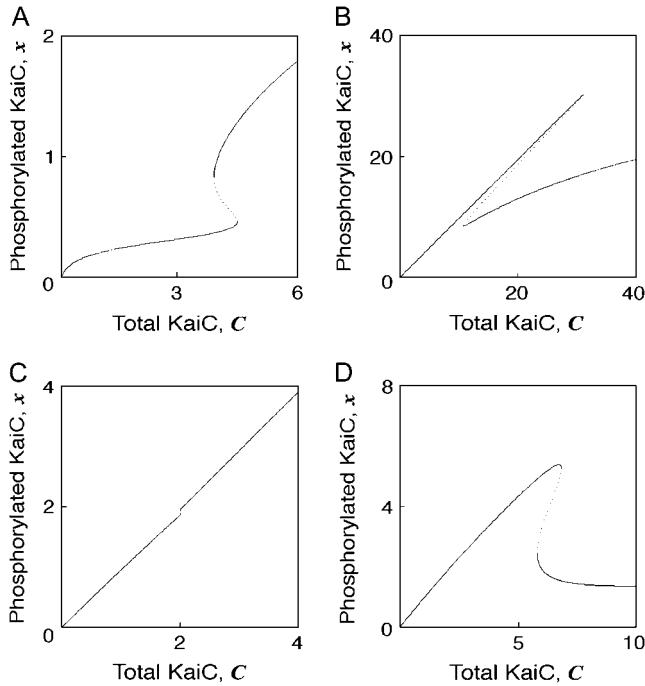 A
Phosphorylated KaiC, x
2
1
0
3
6
Total KaiC, C
B
Phosphorylated KaiC, x
40
20
0
20
40
Total KaiC, C
C
Phosphorylated KaiC, x
4
2
0
2
4
Total KaiC, C
D
Phosphorylated KaiC, x
8
4
0
5
10
Total KaiC, C